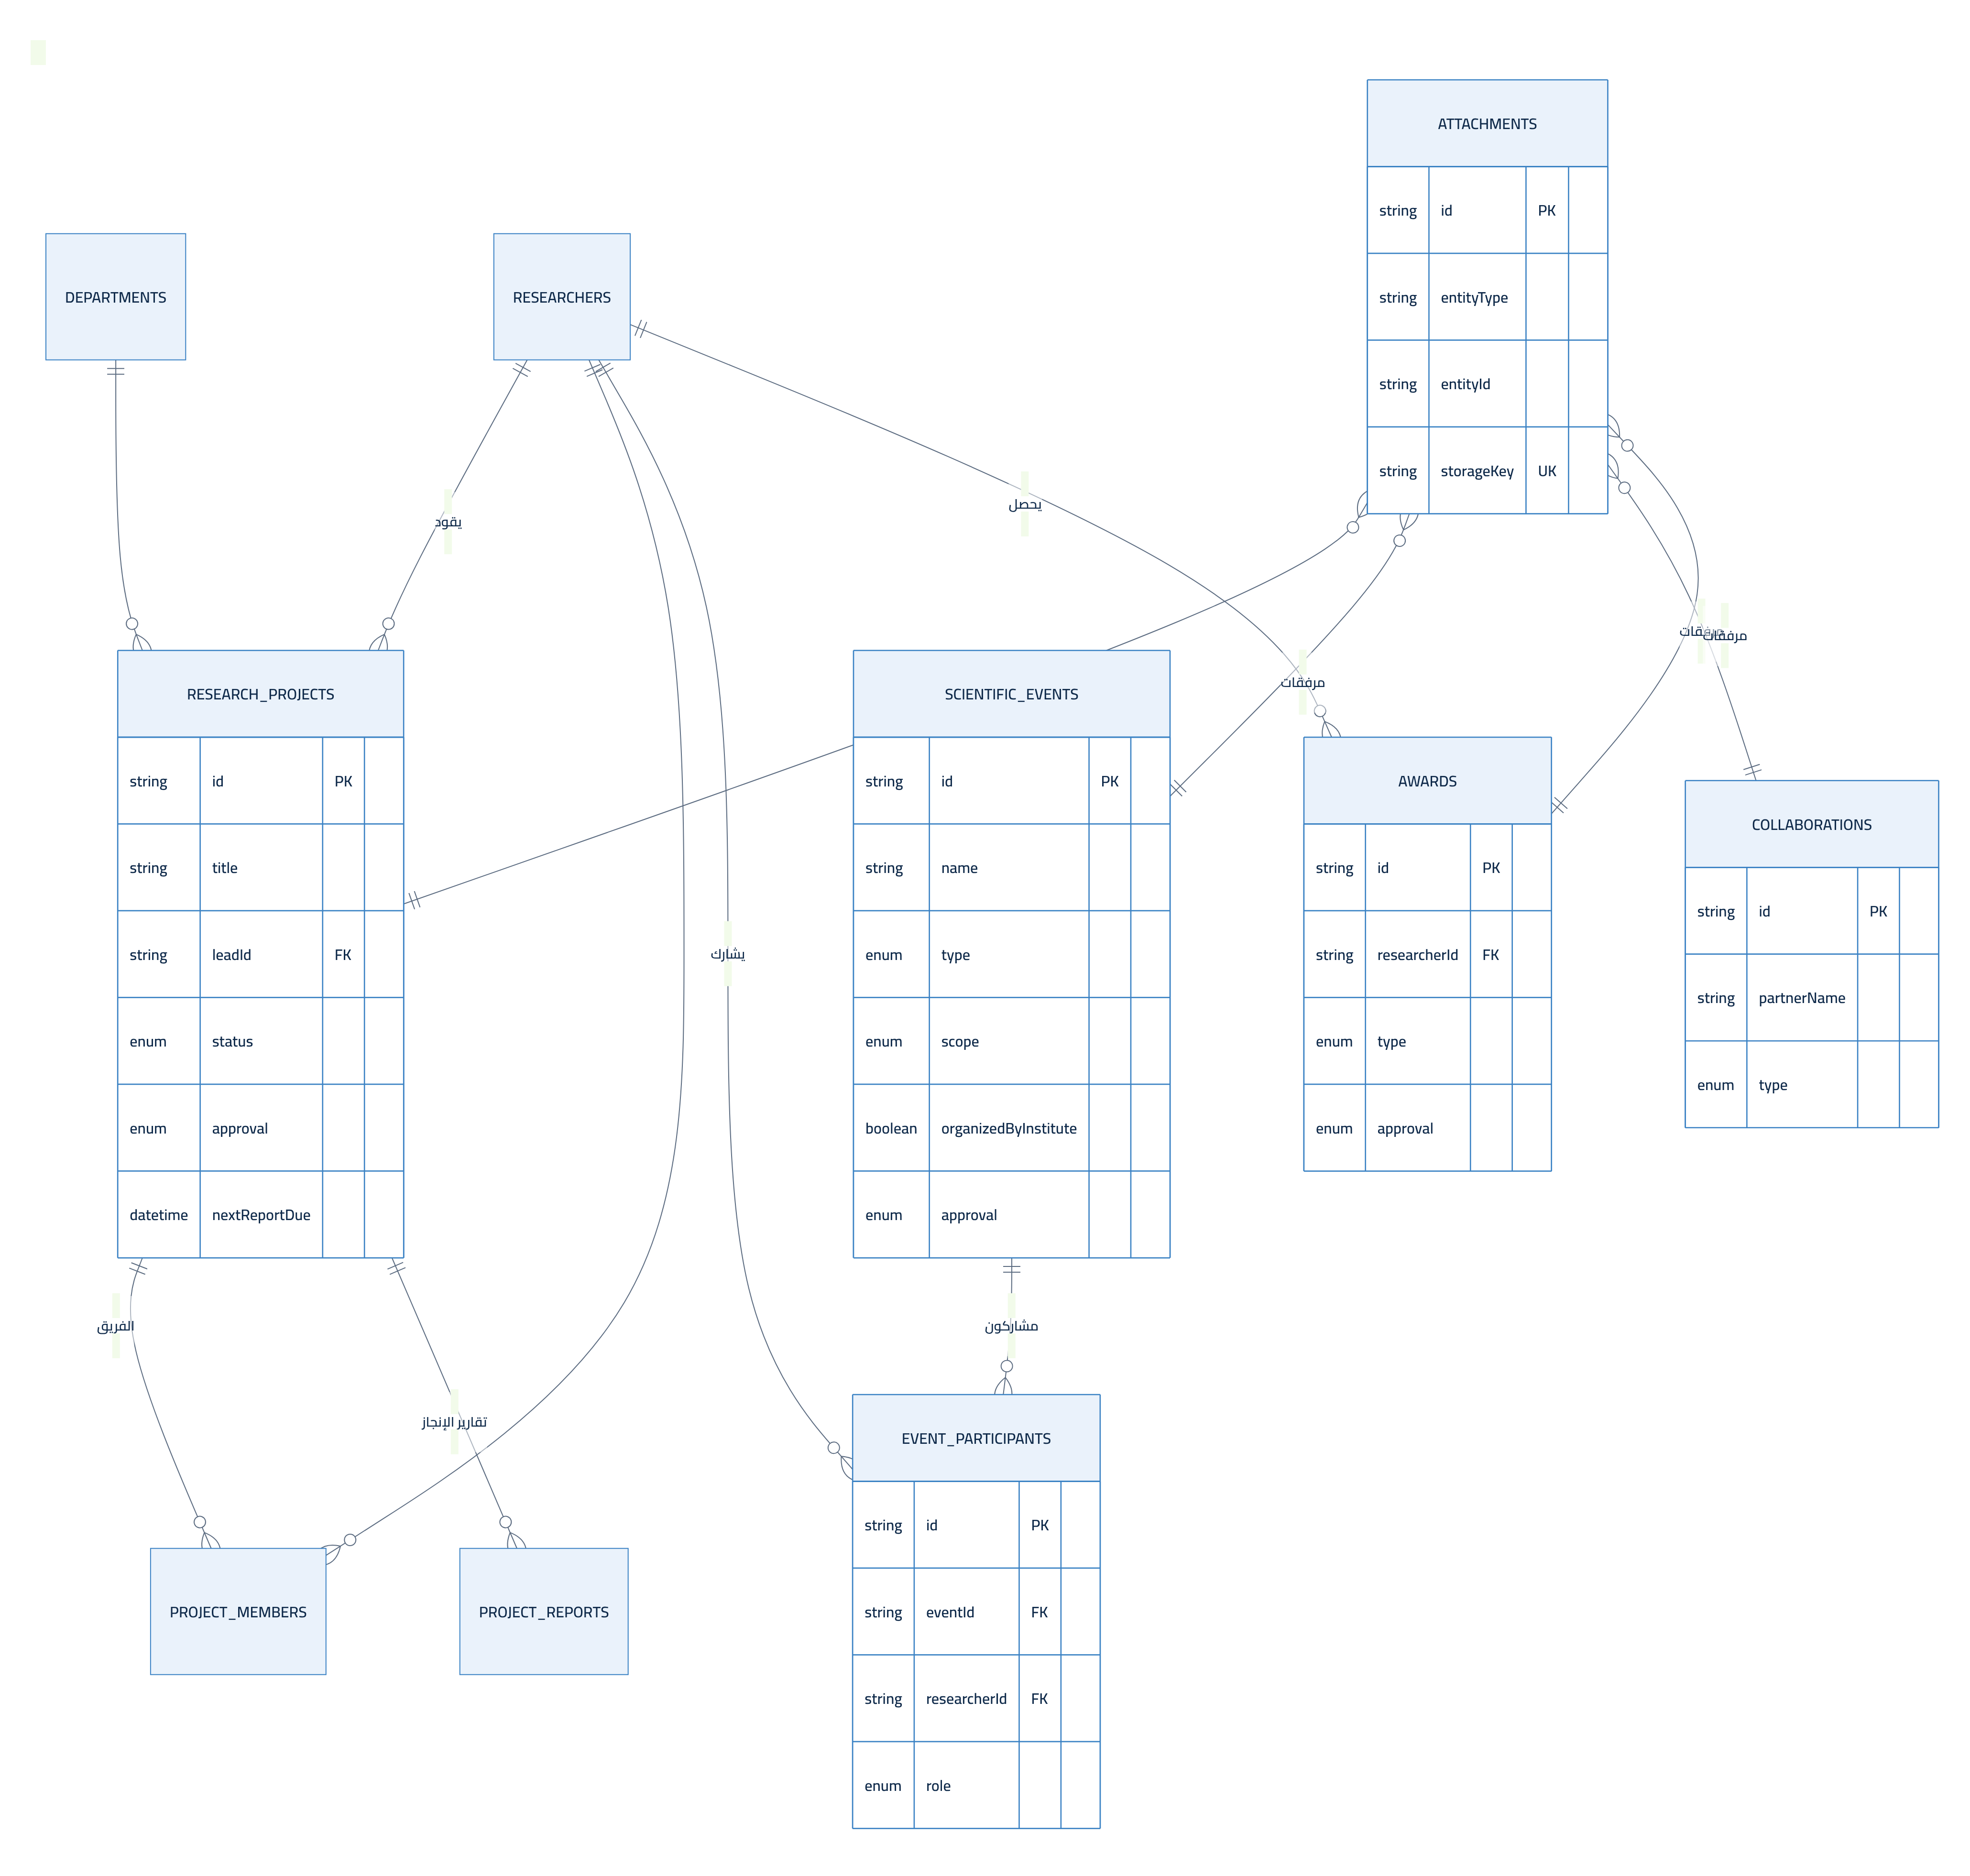 ATTACHMENTS
string id PK
string entityType
string entityId
string storageKey UK
DEPARTMENTS
RESEARCHERS
يقود
يحصل
مرفقات
مرفقات
مرفقات
RESEARCH_PROJECTS
string id PK
string title
string leadId FK
enum status
enum approval
datetime nextReportDue
SCIENTIFIC_EVENTS
string id PK
string name
enum type
enum scope
boolean organizedByInstitute
enum approval
AWARDS
string id PK
string researcherId FK
enum type
enum approval
COLLABORATIONS
string id PK
string partnerName
enum type
يشارك
الفريق
تقارير الإنجاز
مشاركون
PROJECT_MEMBERS
PROJECT_REPORTS
EVENT_PARTICIPANTS
string id PK
string eventId FK
string researcherId FK
enum role